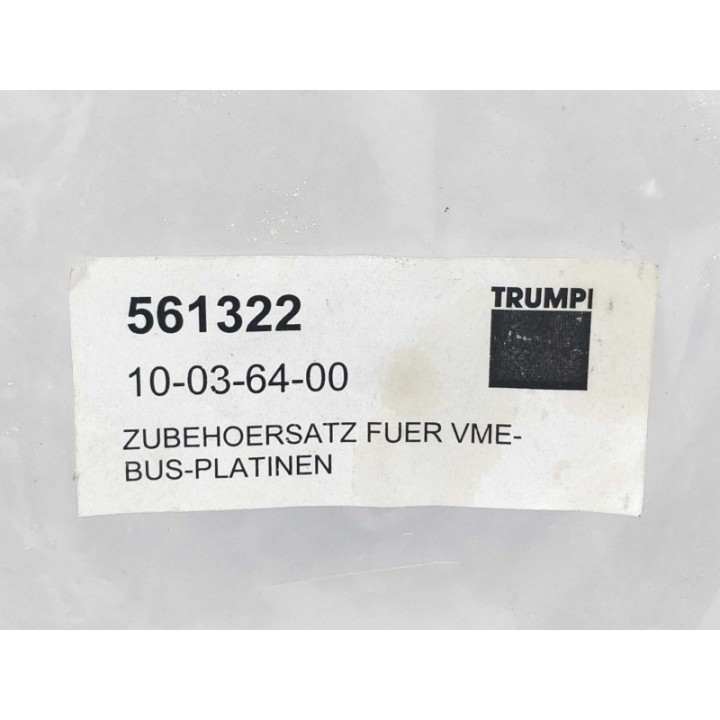 561322
TRUMPF
10-03-64-00
ZUBEHOERSATZ FUER VME-
BUS-PLATINEN